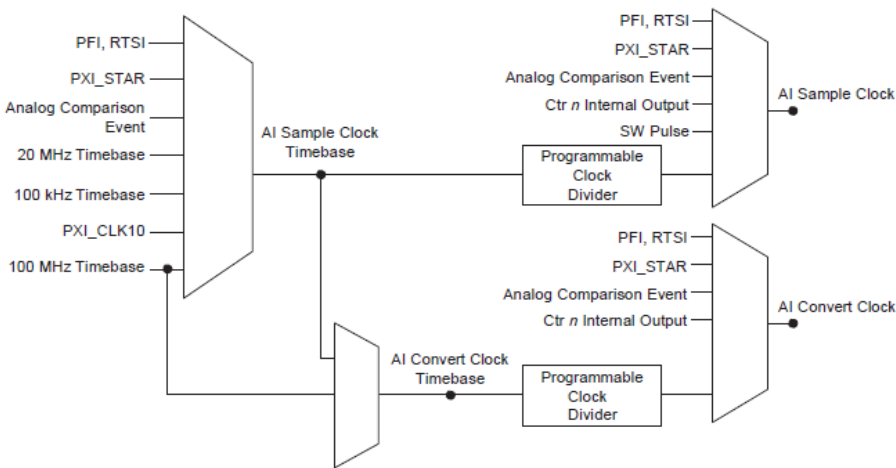 PFI, RTSI
PXI_STAR
Analog Comparison
Event
20 MHz Timebase
100 kHz Timebase
PXI_CLK10
100 MHz Timebase
AI Sample Clock
Timebase
PFI, RTSI
PXI_STAR
Analog Comparison Event
Ctr n Internal Output
SW Pulse
Programmable
Clock
Divider
AI Sample Clock
AI Convert Clock
Timebase
PFI, RTSI
PXI_STAR
Analog Comparison Event
Ctr n Internal Output
Programmable
Clock
Divider
AI Convert Clock